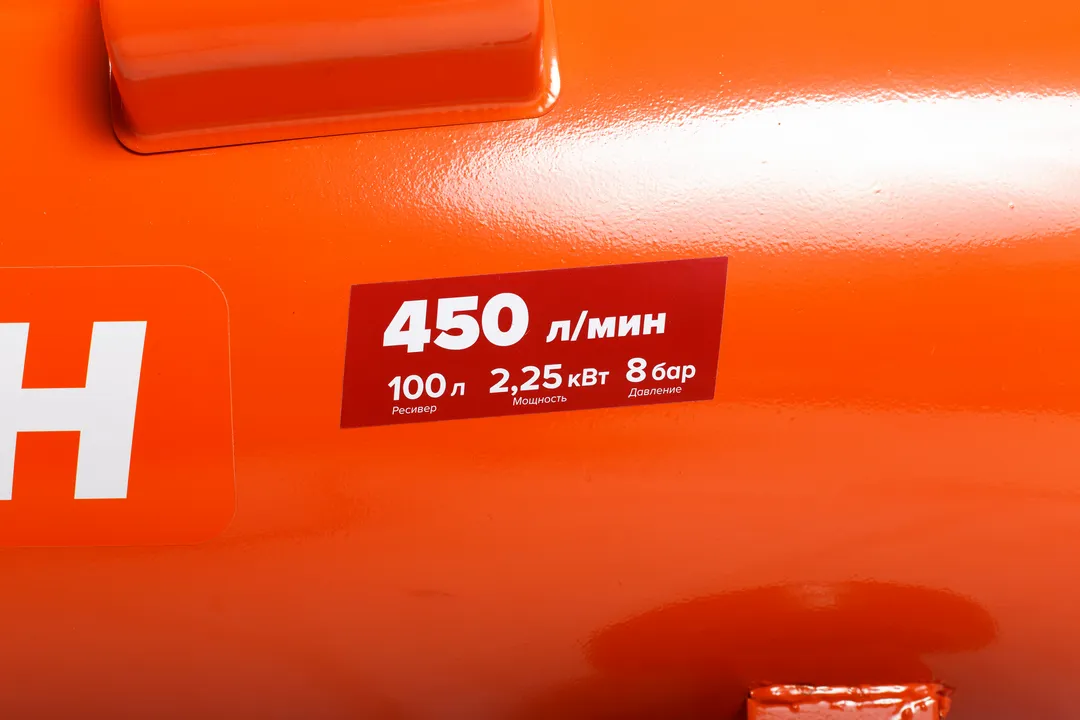 Н
450 л/мин
100 л 2,25 кВт 8 бар
Ресивер Мощность Давление